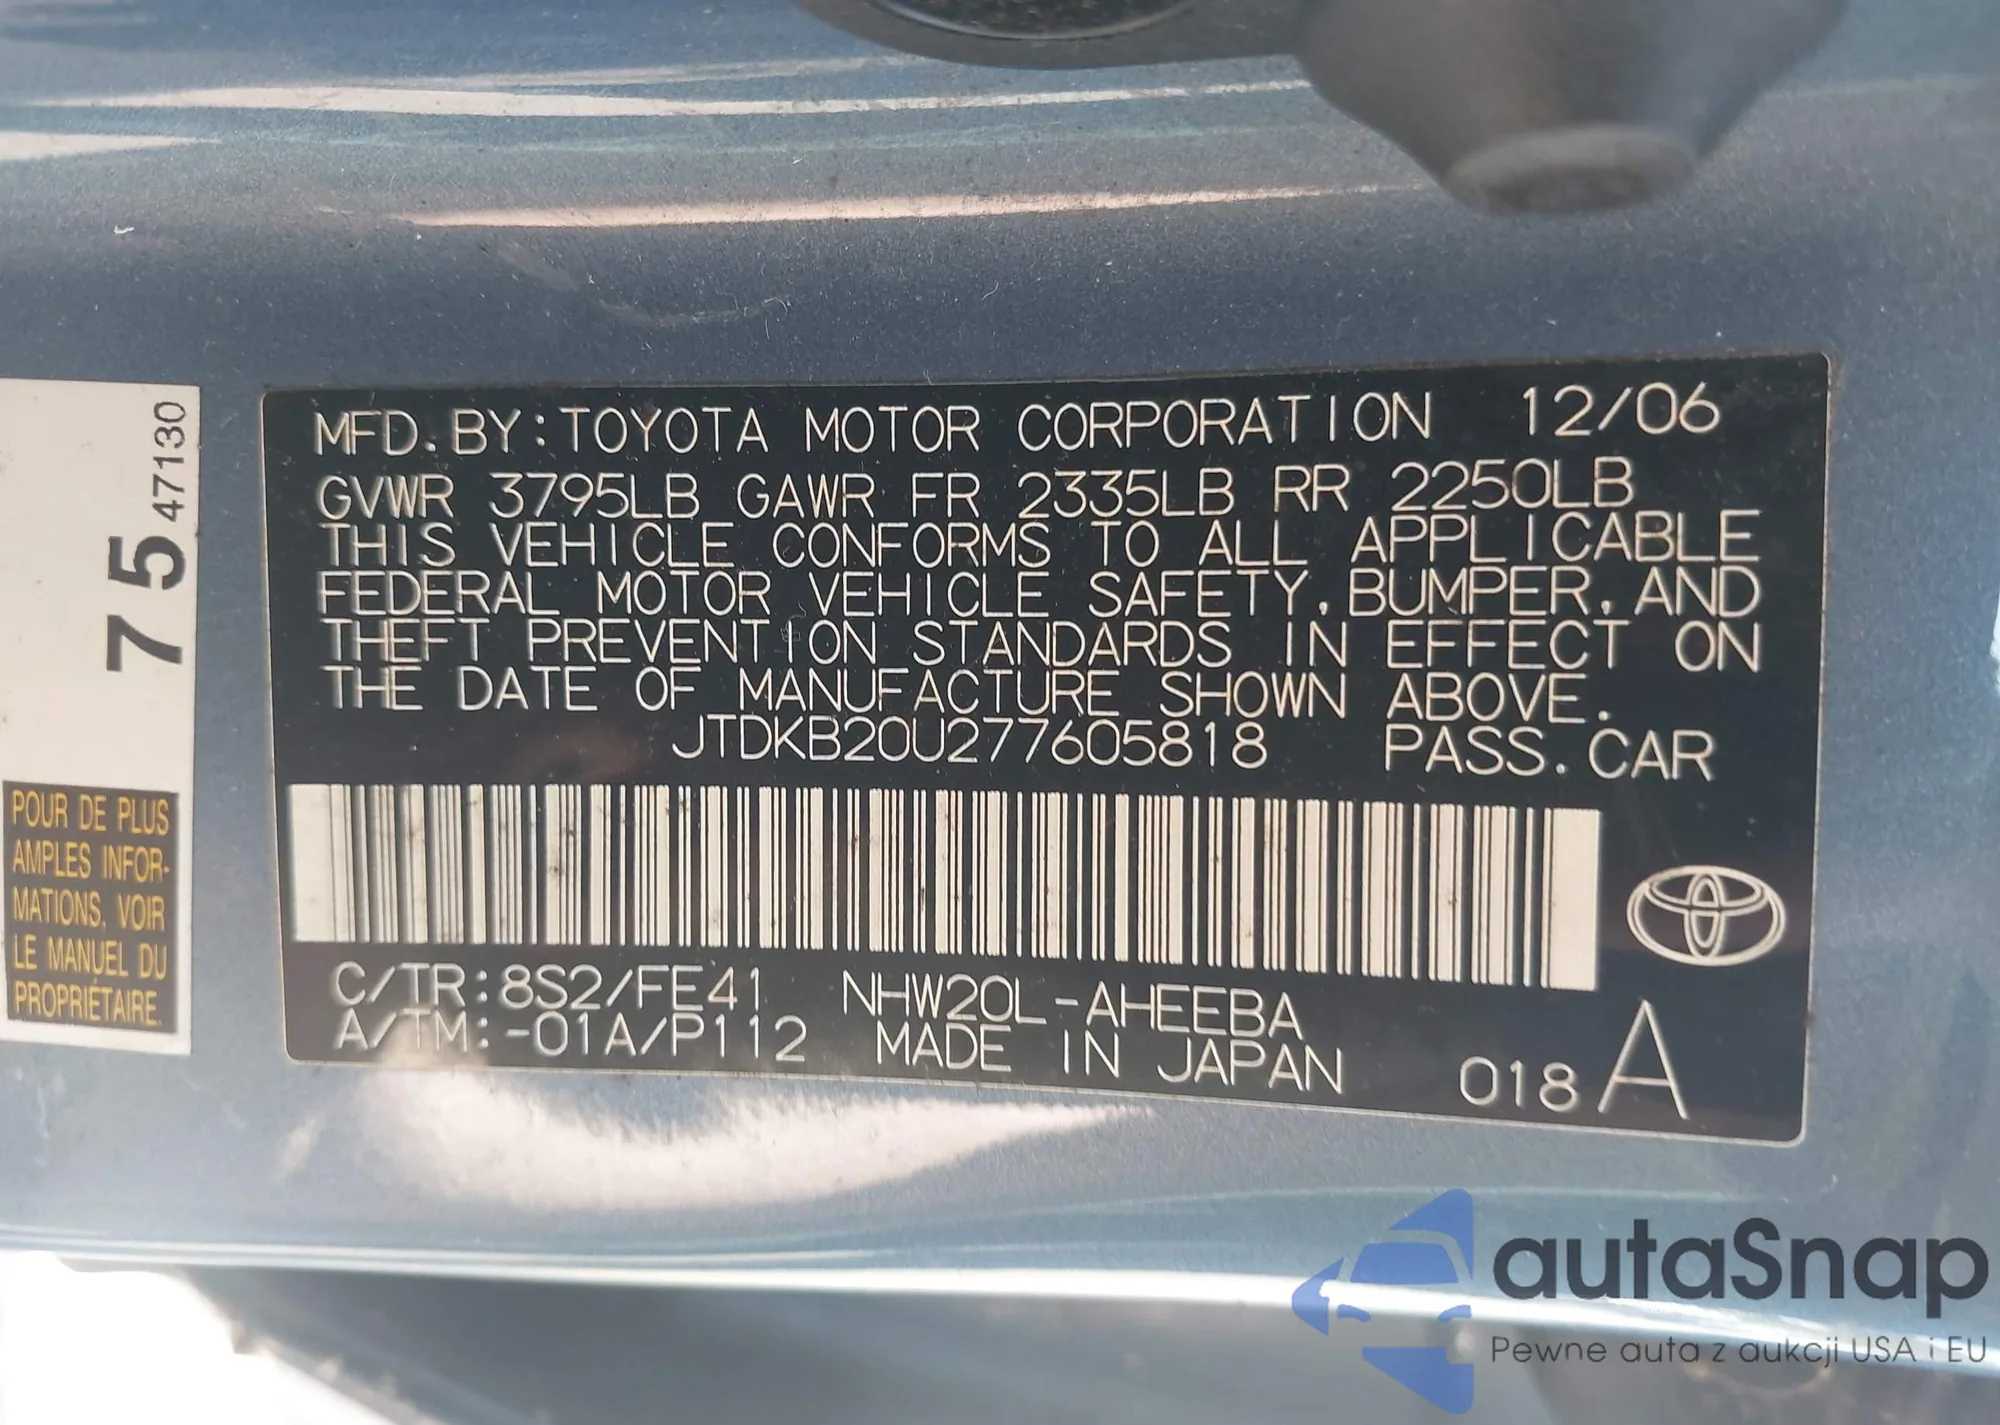 MFD. BY: TOYOTA MOTOR CORPORATION 12/06
GVWR 3795LB GAWR FR 2335LB RR 2250LB
THIS VEHICLE CONFORMS TO ALL APPLICABLE
FEDERAL MOTOR VEHICLE SAFETY, BUMPER, AND
THEFT PREVENTION STANDARDS IN EFFECT ON
THE DATE OF MANUFACTURE SHOWN ABOVE.
JTDKB20U277605818 PASS. CAR
C/TR: 8S2/FE41 NHW20L-AHEEBA
A/TM: -01A/P112 MADE IN JAPAN 018 A
75 47130
POUR DE PLUS
AMPLES INFOR-
MATIONS, VOIR
LE MANUEL DU
PROPRIÉTAIRE.
autaSnap
Pewne auta z aukcji USA i EU